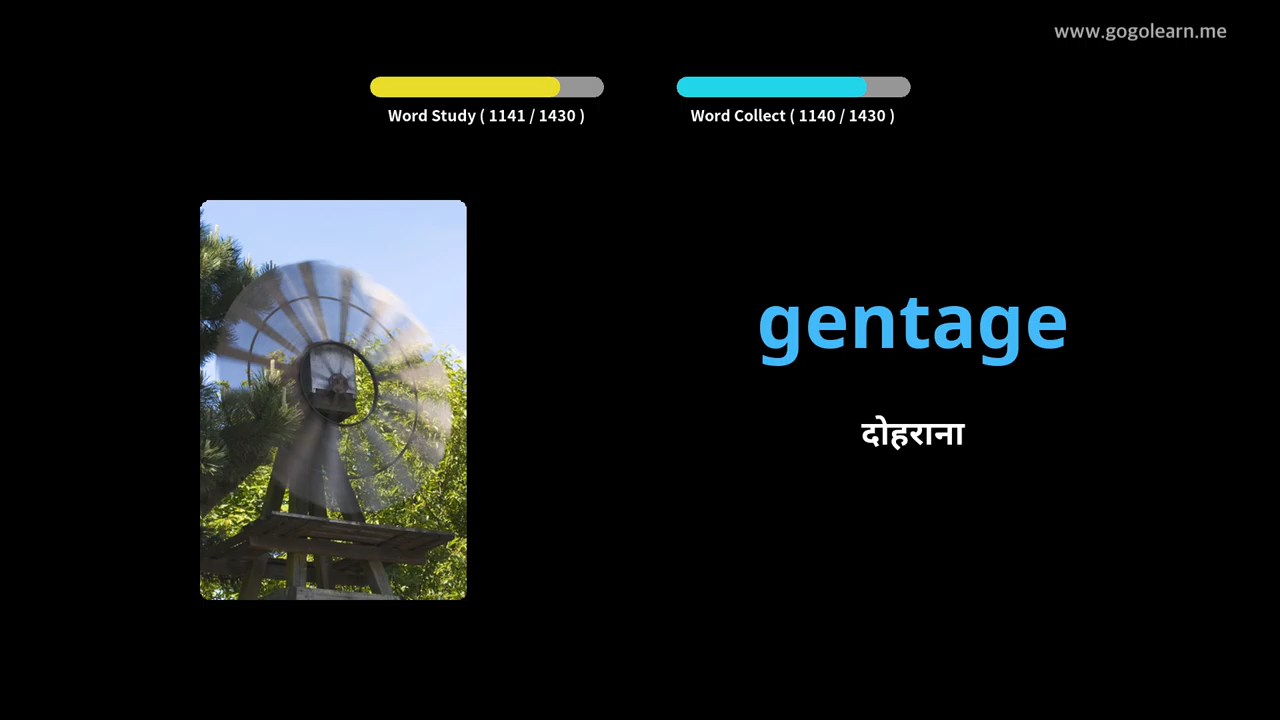 www.gogolearn.me
Word Study ( 1141 / 1430 )
Word Collect ( 1140 / 1430 )
gentage
दोहराना